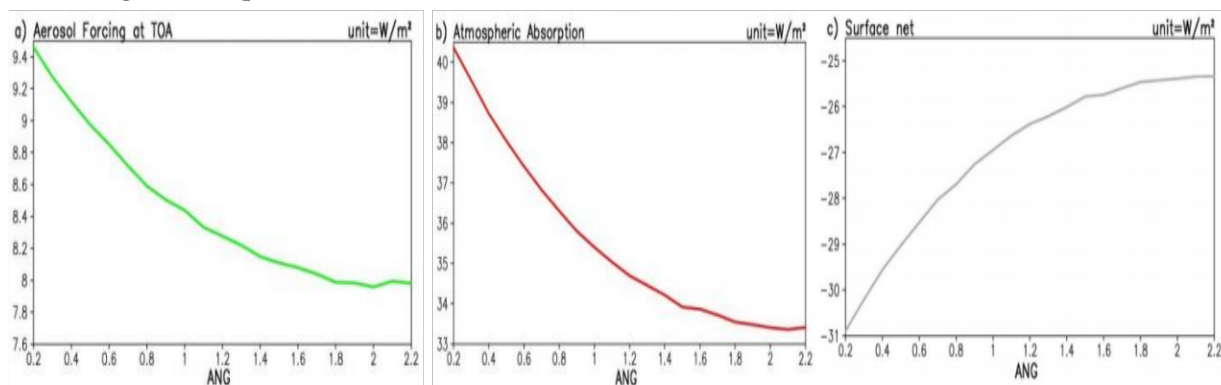 a) Aerosol Forcing at TOA unit=W/m²
9.4
9.2
9
8.8
8.6
8.4
8.2
8
7.8
7.6
0.2 0.4 0.6 0.8 1 1.2 1.4 1.6 1.8 2 2.2
ANG
b) Atmospheric Absorption unit=W/m²
40
39
38
37
36
35
34
33
0.2 0.4 0.6 0.8 1 1.2 1.4 1.6 1.8 2 2.2
ANG
c) Surface net unit=W/m²
-25
-26
-27
-28
-29
-30
-31
0.2 0.4 0.6 0.8 1 1.2 1.4 1.6 1.8 2 2.2
ANG